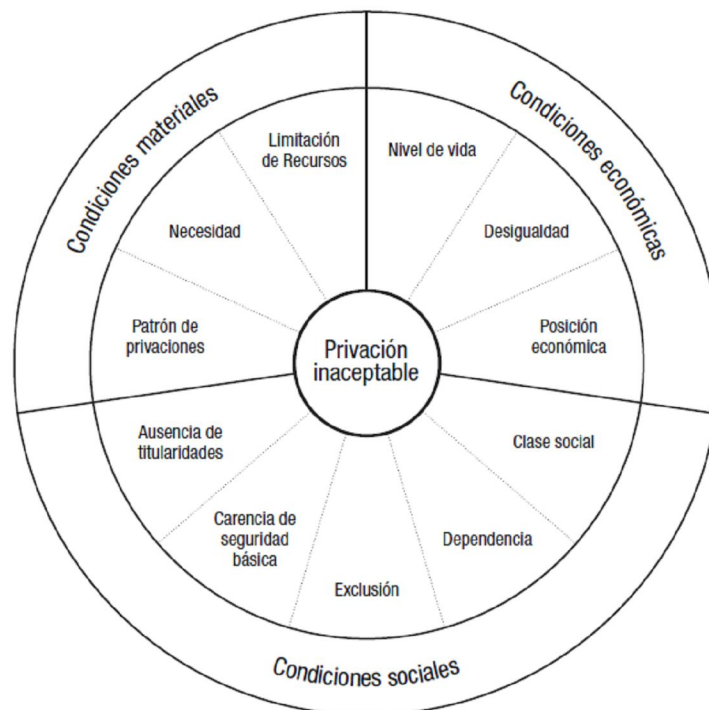 Condiciones materiales
Condiciones económicas
Limitación
de Recursos
Nivel de vida
Necesidad
Desigualdad
Patrón de
privaciones
Privación
inaceptable
Posición
económica
Ausencia de
titularidades
Clase social
Carencia de
seguridad
básica
Dependencia
Exclusión
Condiciones sociales